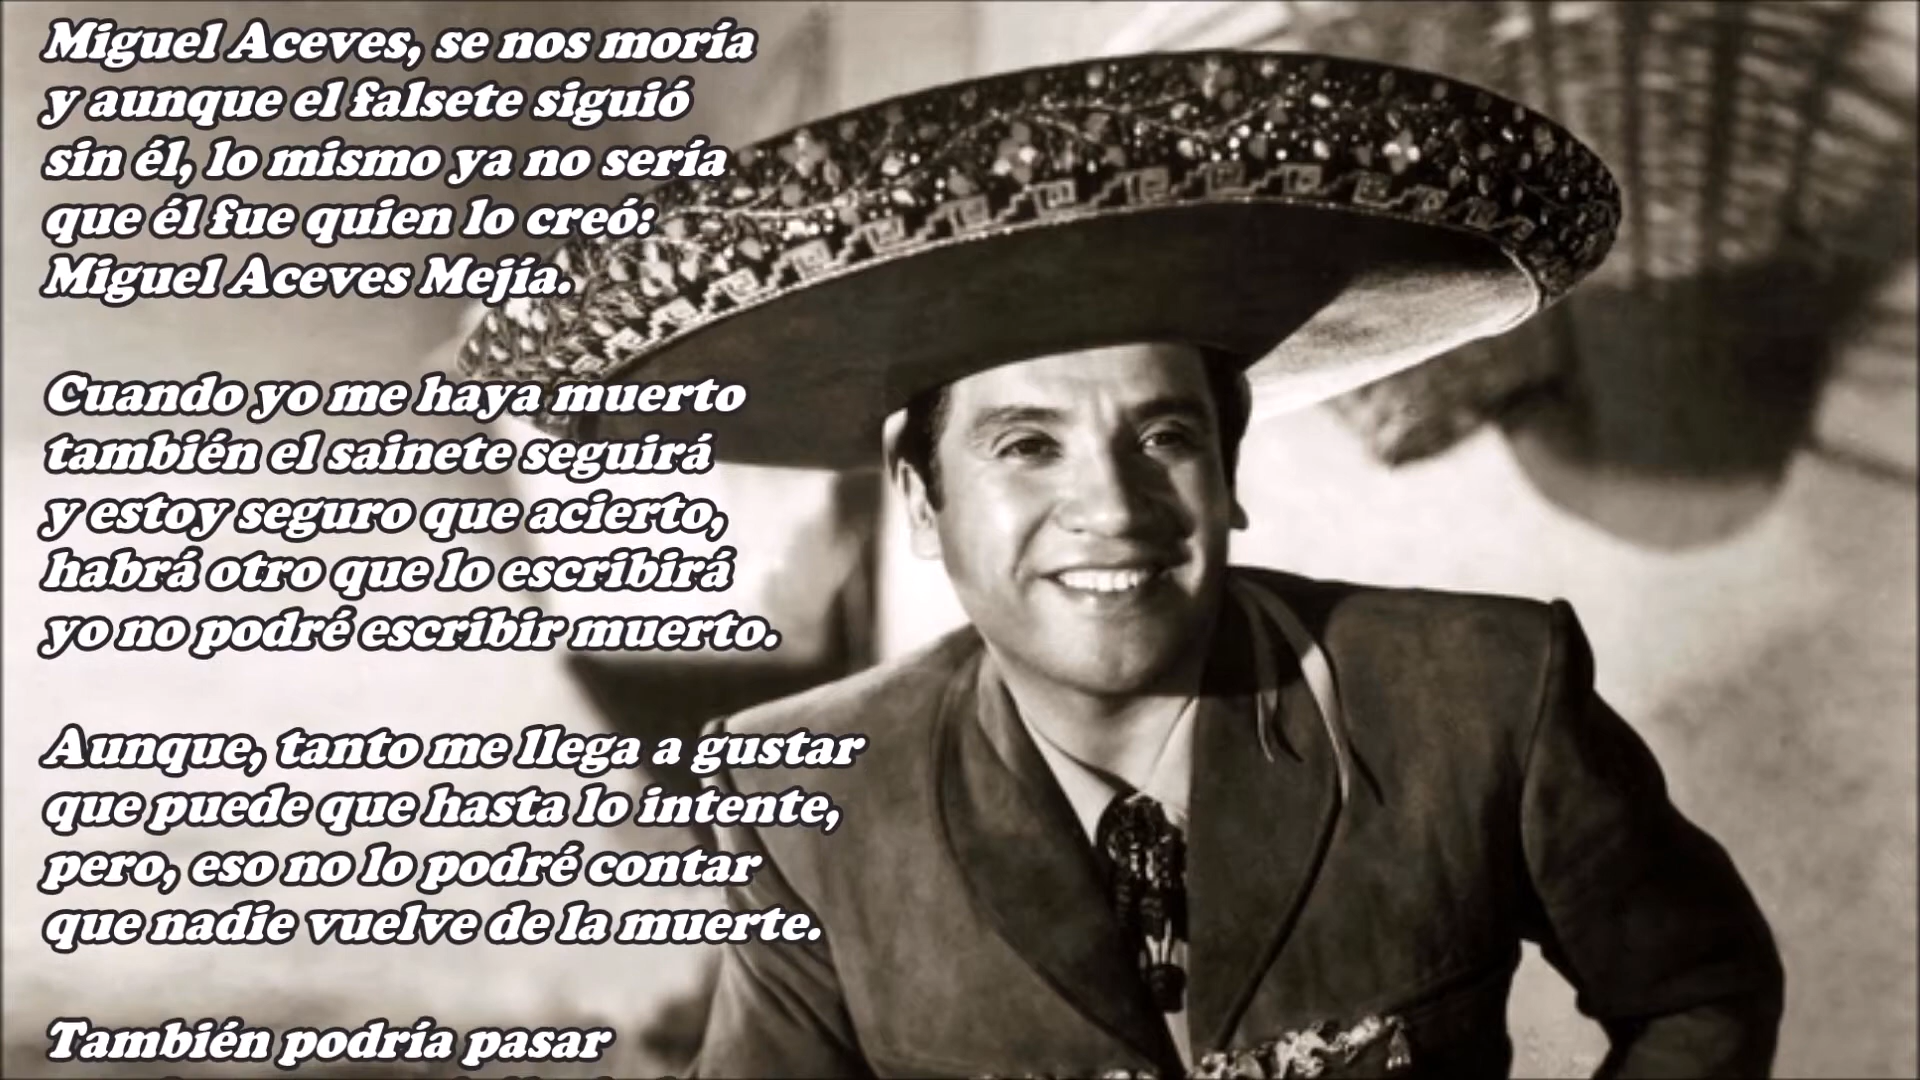 Miguel Aceves, se nos moría
y aunque el falsete siguió
sin él, lo mismo ya no sería
que él fue quien lo creó:
Miguel Aceves Mejía.
Cuando yo me haya muerto
también el sainete seguirá
y estoy seguro que acierto,
habrá otro que lo escribirá
yo no podré escribir muerto.
Aunque, tanto me llega a gustar
que puede que hasta lo intente,
pero, eso no lo podré contar
que nadie vuelve de la muerte.
También podría pasar